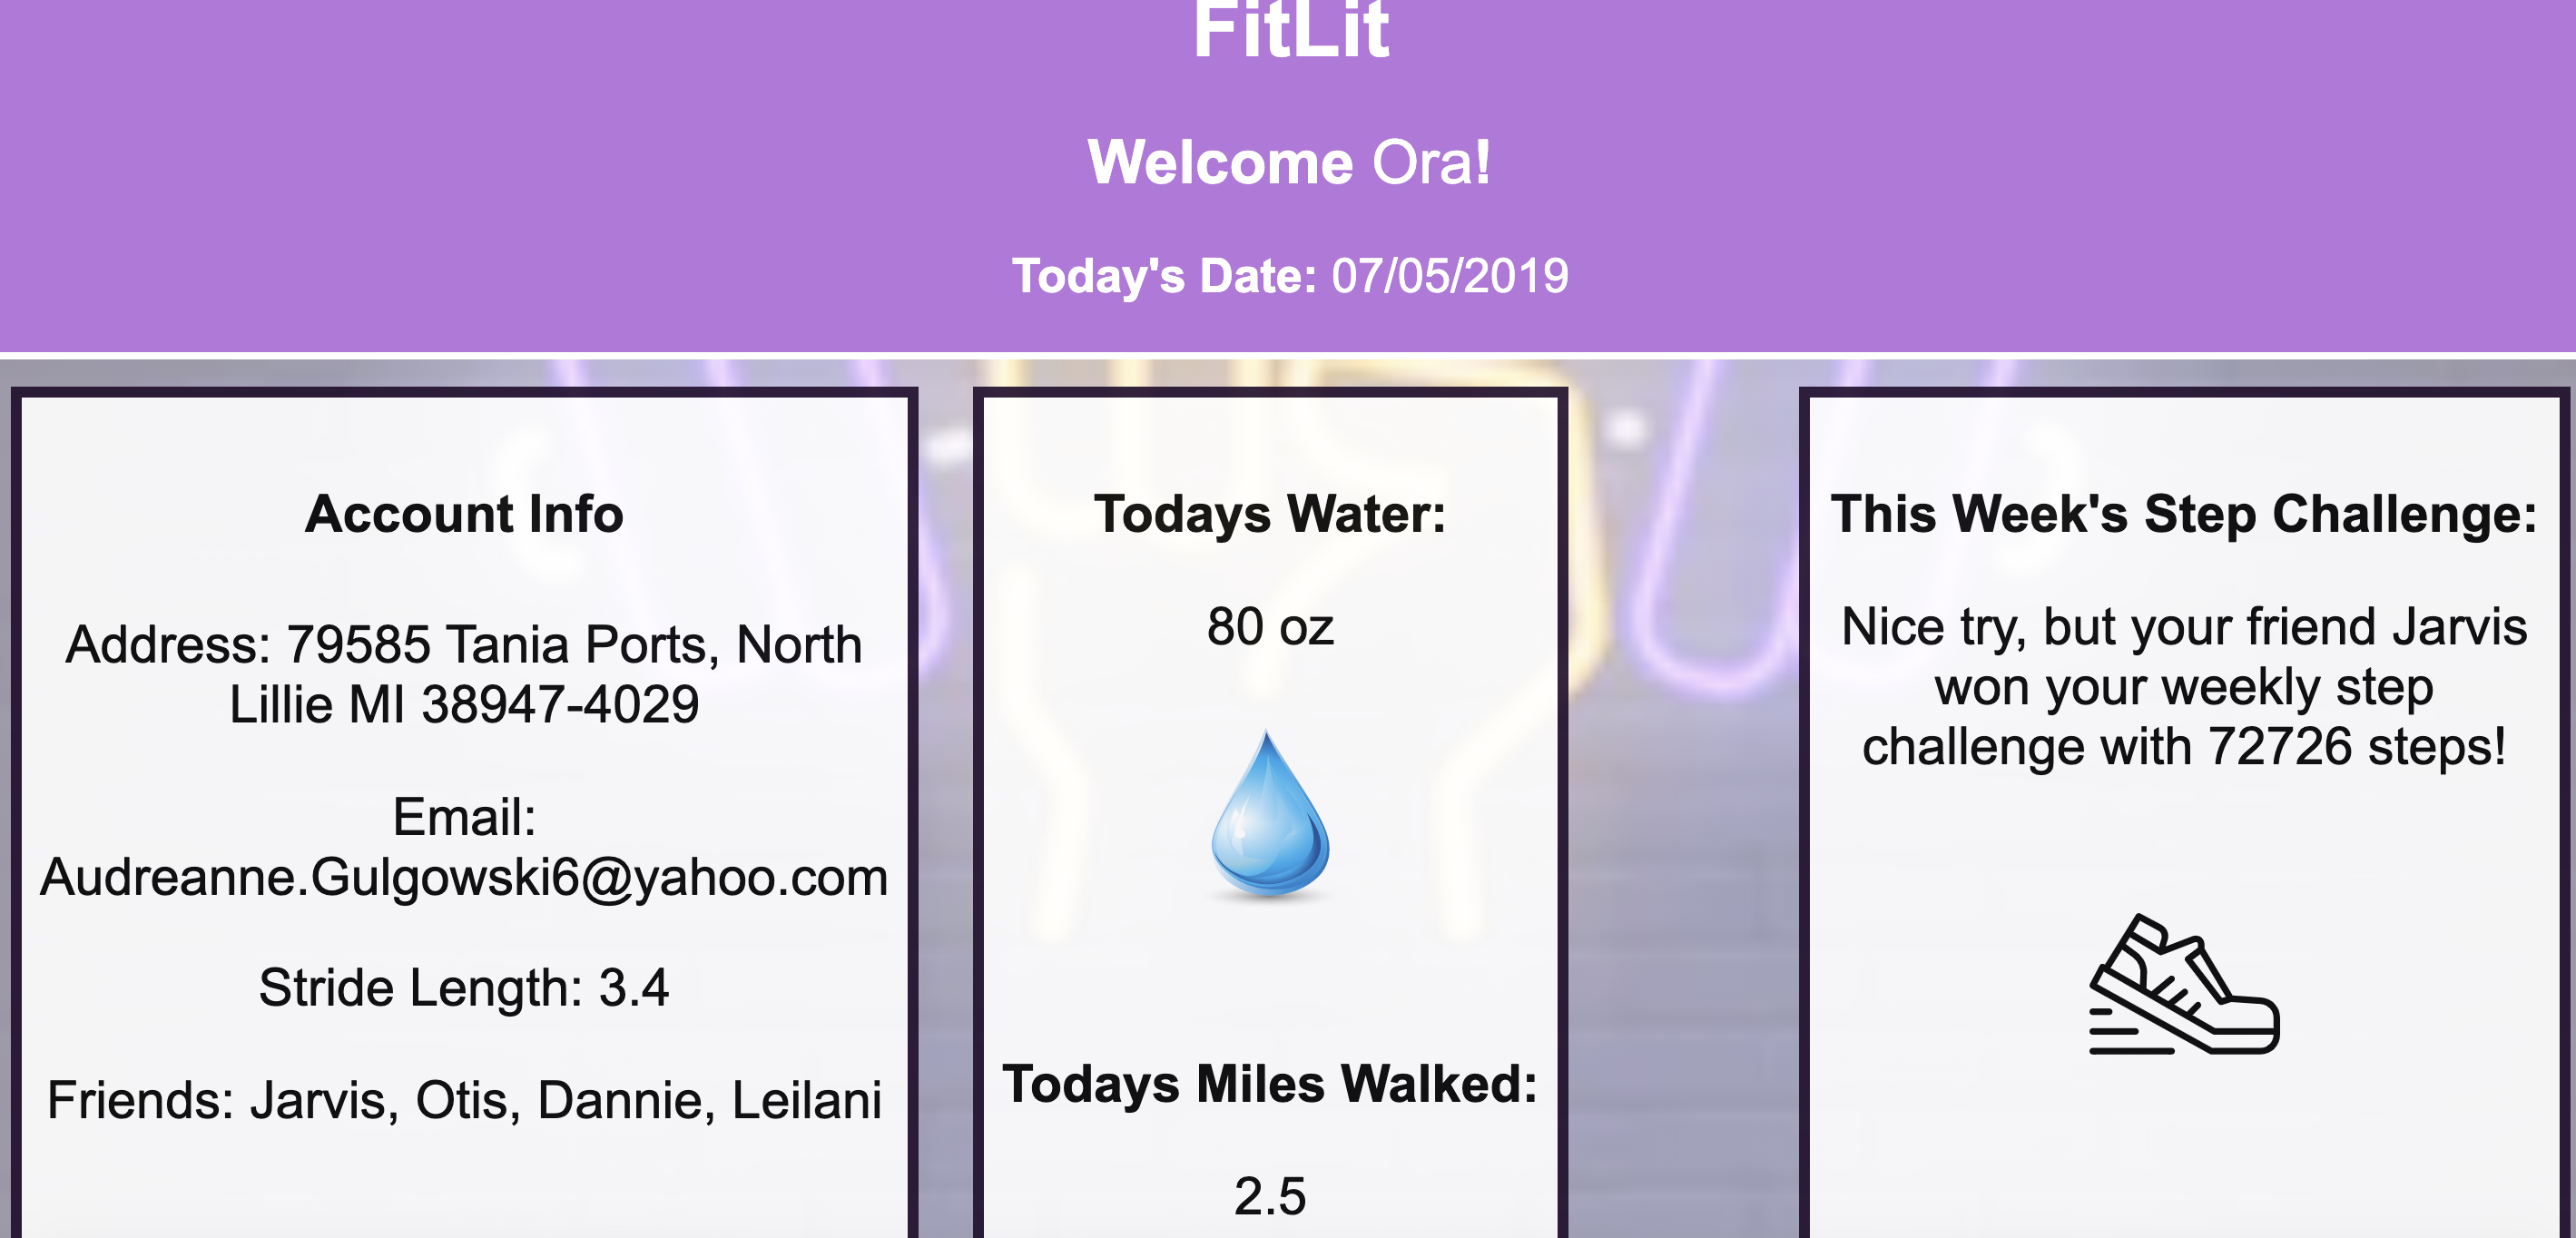 FitLit
Welcome Ora!
Today's Date: 07/05/2019
Account Info
Address: 79585 Tania Ports, North
Lillie MI 38947-4029
Email:
Audreanne.Gulgowski6@yahoo.com
Stride Length: 3.4
Friends: Jarvis, Otis, Dannie, Leilani
Todays Water:
80 oz
Todays Miles Walked:
2.5
This Week's Step Challenge:
Nice try, but your friend Jarvis
won your weekly step
challenge with 72726 steps!